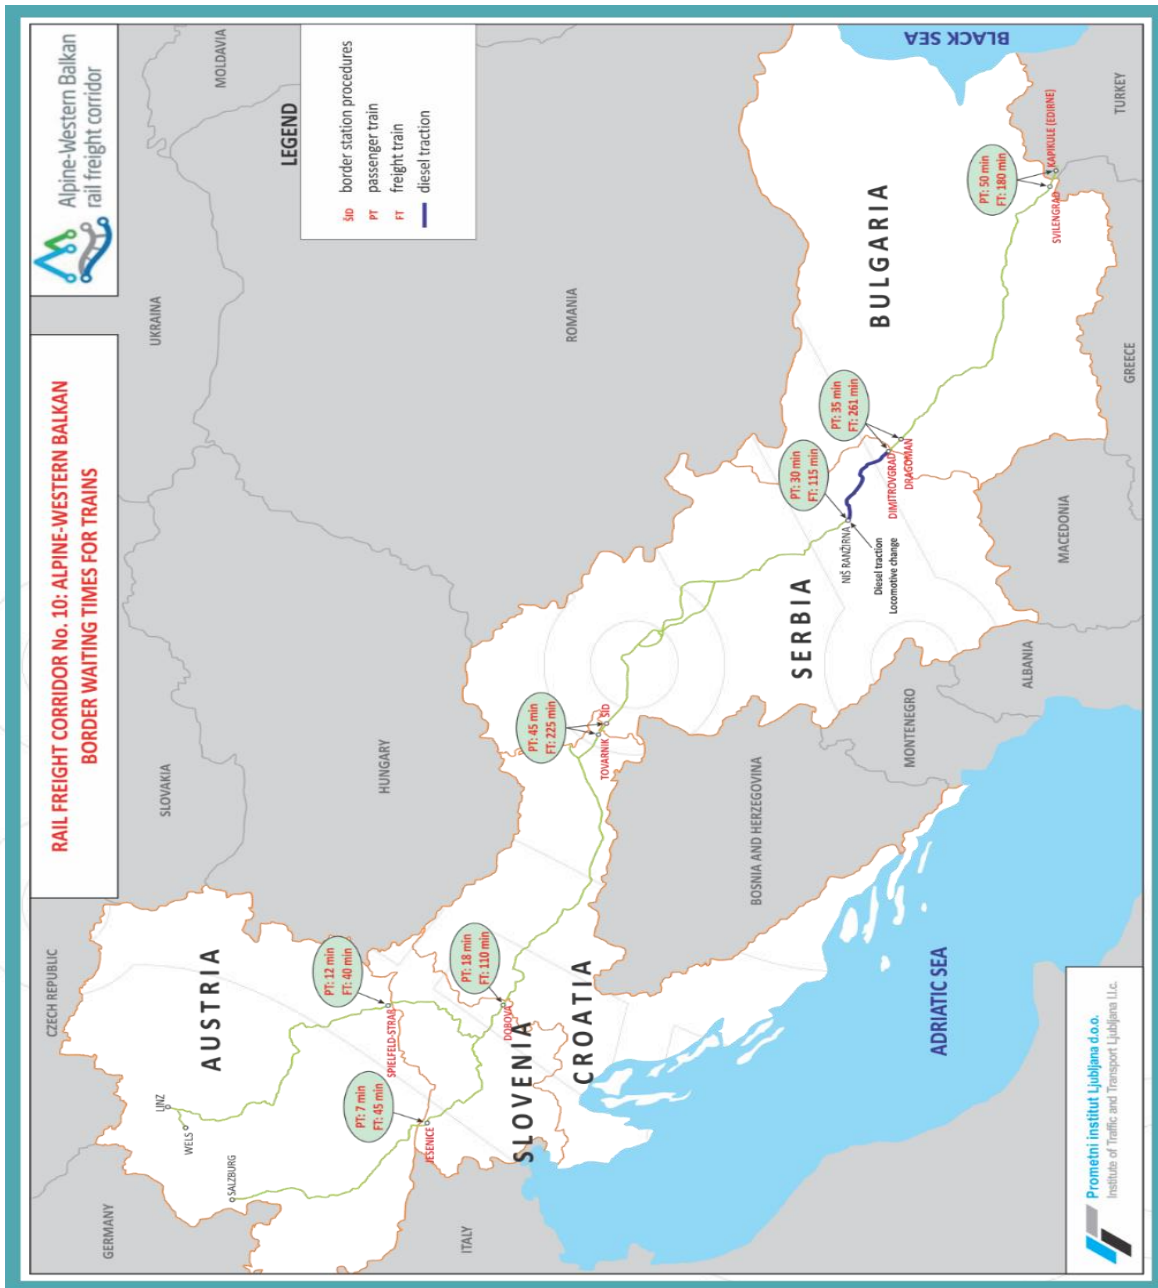 RAIL FREIGHT CORRIDOR No. 10: ALPINE-WESTERN BALKAN
BORDER WAITING TIMES FOR TRAINS
Alpine-Western Balkan
rail freight corridor
LEGEND
ŠID border station procedures
PT passenger train
FT freight train
diesel traction
CZECH REPUBLIC
SLOVAKIA
UKRAINA
MOLDAVIA
GERMANY
AUSTRIA
HUNGARY
ROMANIA
BLACK SEA
LINZ
WELS
SALZBURG
PT: 12 min
FT: 40 min
SPIELFELD-STRAß
PT: 7 min
FT: 45 min
JESENICE
ITALY
SLOVENIA
PT: 18 min
FT: 110 min
DOBOVA
CROATIA
PT: 45 min
FT: 225 min
TOVARNIK
ŠID
BOSNIA AND HERZEGOVINA
SERBIA
PT: 30 min
FT: 115 min
NIŠ RANŽIRNA
Diesel traction
Locomotive change
PT: 35 min
FT: 261 min
DIMITROVGRAD
DRAGOMAN
BULGARIA
PT: 50 min
FT: 180 min
SVILENGRAD
KAPIKULE (EDIRNE)
TURKEY
GREECE
MACEDONIA
ALBANIA
MONTENEGRO
ADRIATIC SEA
Prometni institut Ljubljana d.o.o.
Institute of Traffic and Transport Ljubljana l.l.c.